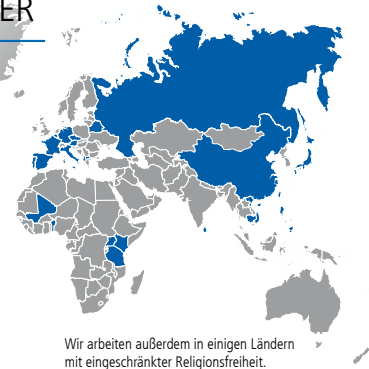 ER
Wir arbeiten außerdem in einigen Ländern
mit eingeschränkter Religionsfreiheit.